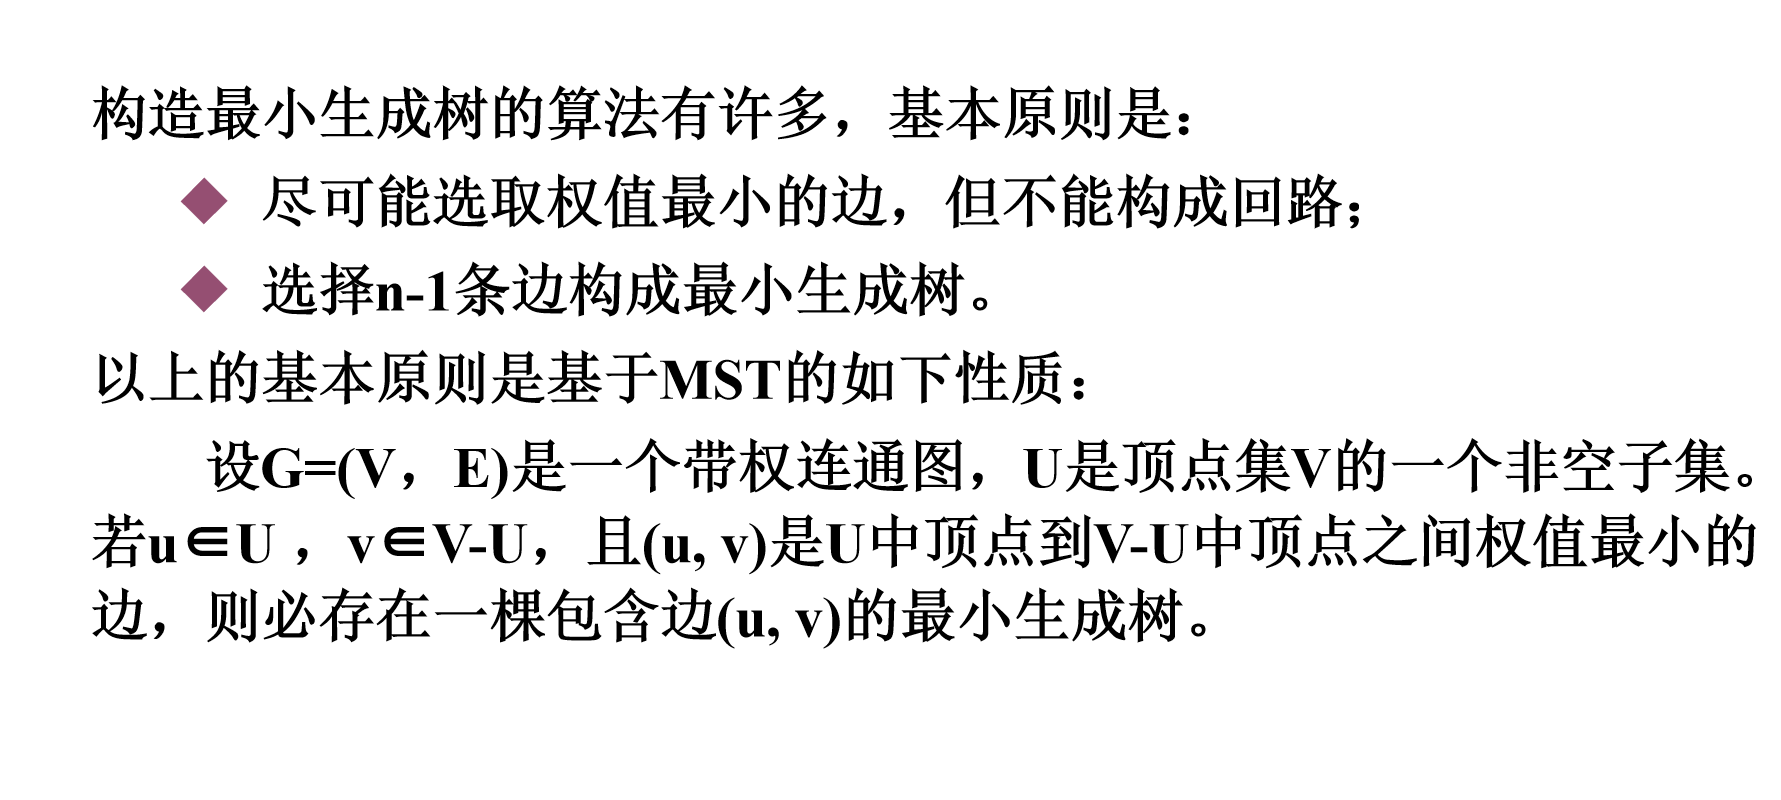 构造最小生成树的算法有许多，基本原则是：
◆ 尽可能选取权值最小的边，但不能构成回路；
◆ 选择n-1条边构成最小生成树。
以上的基本原则是基于MST的如下性质：
设G=(V，E)是一个带权连通图，U是顶点集V的一个非空子集。
若u∈U ，v∈V-U，且(u, v)是U中顶点到V-U中顶点之间权值最小的
边，则必存在一棵包含边(u, v)的最小生成树。